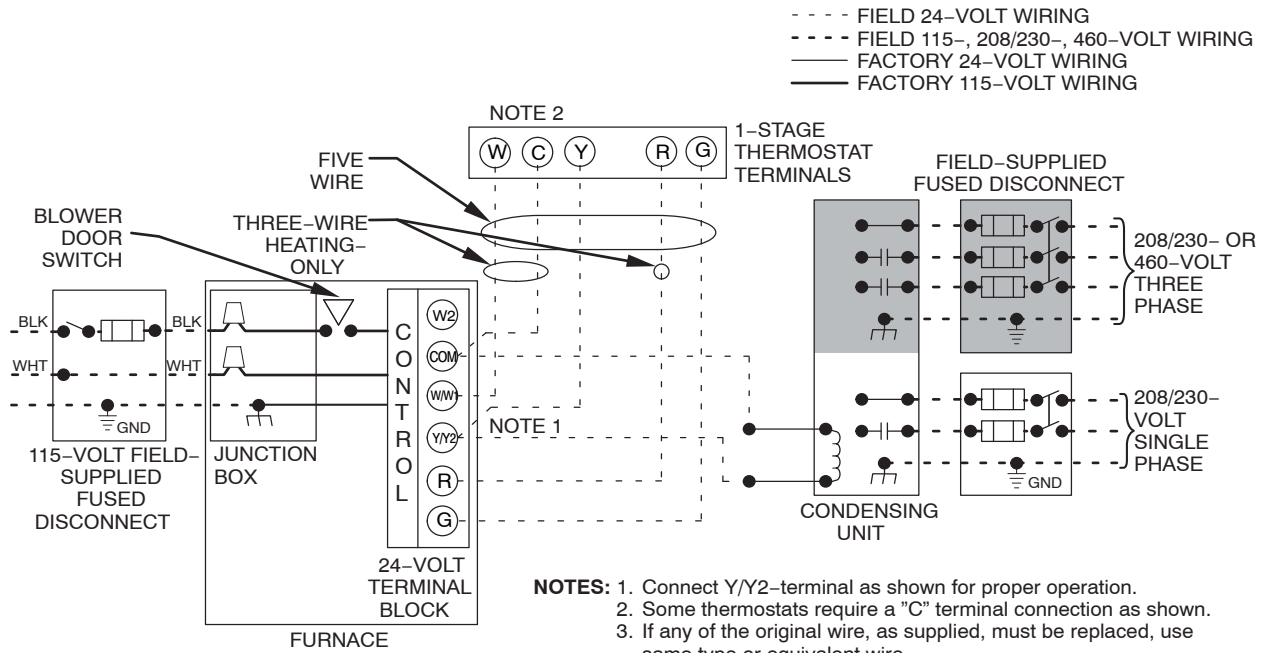 FIELD 24–VOLT WIRING
FIELD 115–, 208/230–, 460–VOLT WIRING
FACTORY 24–VOLT WIRING
FACTORY 115–VOLT WIRING
NOTE 2
W C Y R G
1–STAGE
THERMOSTAT
TERMINALS
FIVE
WIRE
THREE–WIRE
HEATING–
ONLY
BLOWER
DOOR
SWITCH
FIELD–SUPPLIED
FUSED DISCONNECT
208/230– OR
460–VOLT
THREE
PHASE
BLK
BLK
WHT
WHT
GND
115–VOLT FIELD–
SUPPLIED
FUSED
DISCONNECT
JUNCTION
BOX
CONTROL
W2
COM
W/W1
Y/Y2
R
G
NOTE 1
24–VOLT
TERMINAL
BLOCK
FURNACE
208/230–
VOLT
SINGLE
PHASE
GND
CONDENSING
UNIT
NOTES: 1. Connect Y/Y2–terminal as shown for proper operation.
2. Some thermostats require a ”C” terminal connection as shown.
3. If any of the original wire, as supplied, must be replaced, use